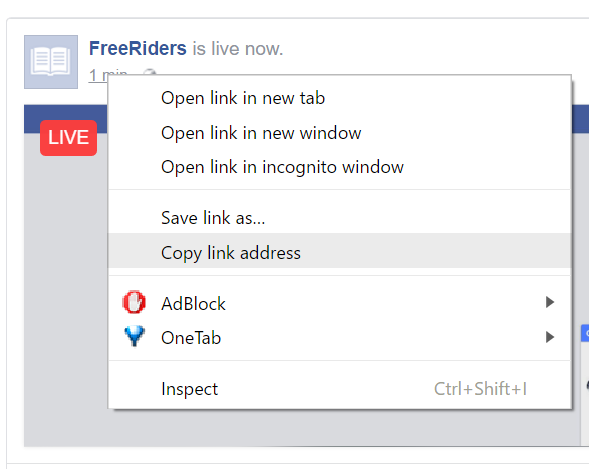 FreeRiders is live now.
1 min
LIVE
Open link in new tab
Open link in new window
Open link in incognito window
Save link as...
Copy link address
AdBlock
OneTab
Inspect Ctrl+Shift+I